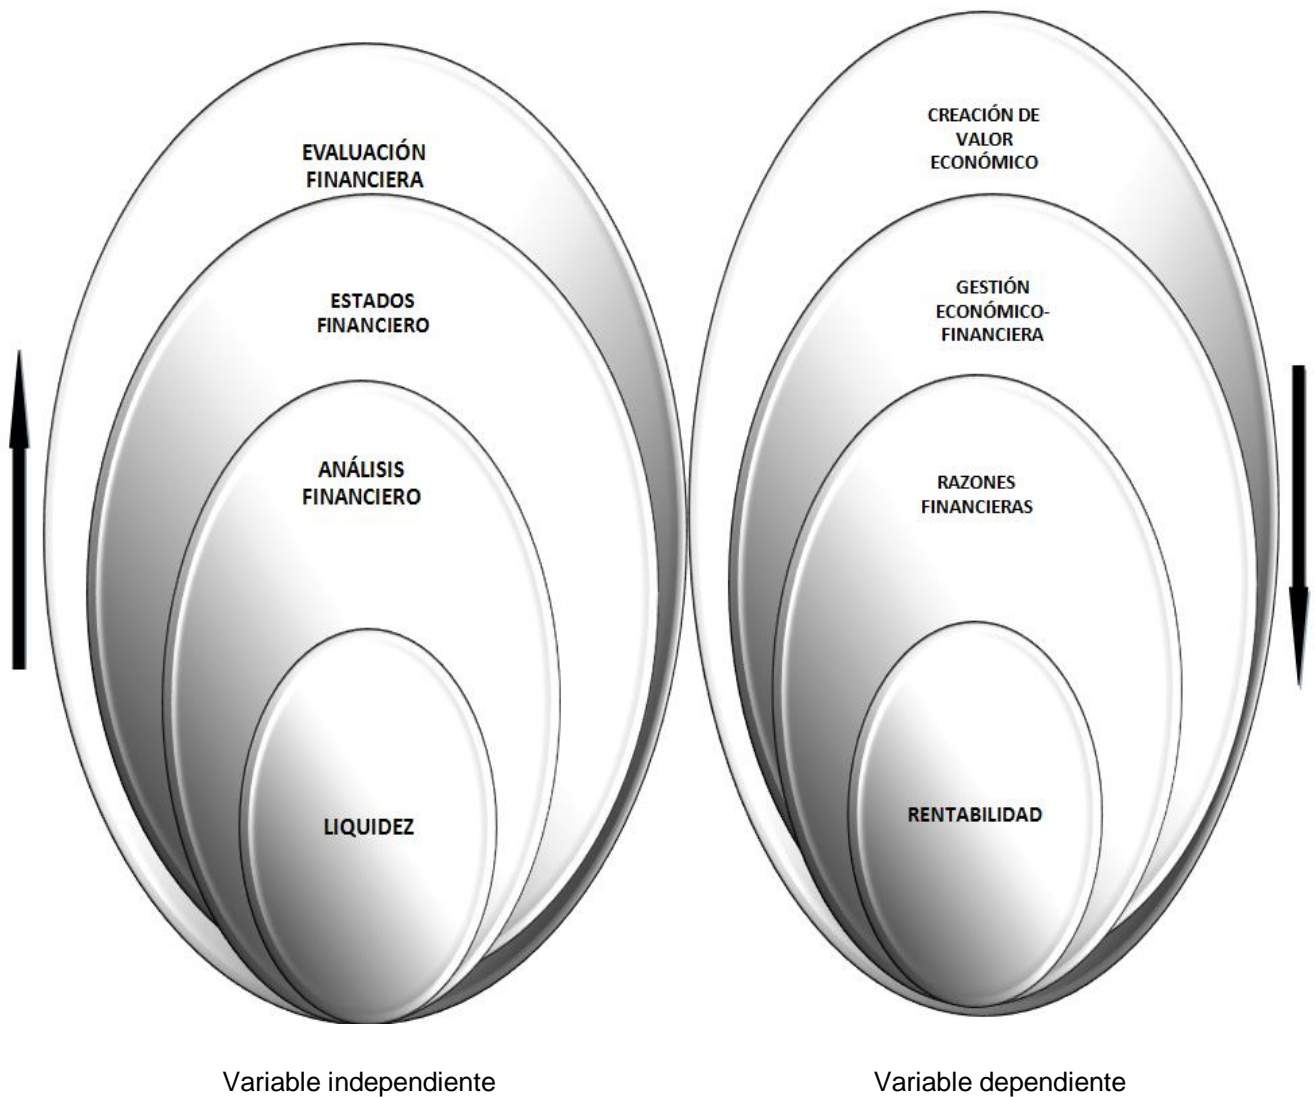 EVALUACIÓN
FINANCIERA
ESTADOS
FINANCIERO
ANÁLISIS
FINANCIERO
LIQUIDEZ
CREACIÓN DE
VALOR
ECONÓMICO
GESTIÓN
ECONÓMICO-
FINANCIERA
RAZONES
FINANCIERAS
RENTABILIDAD
Variable independiente
Variable dependiente